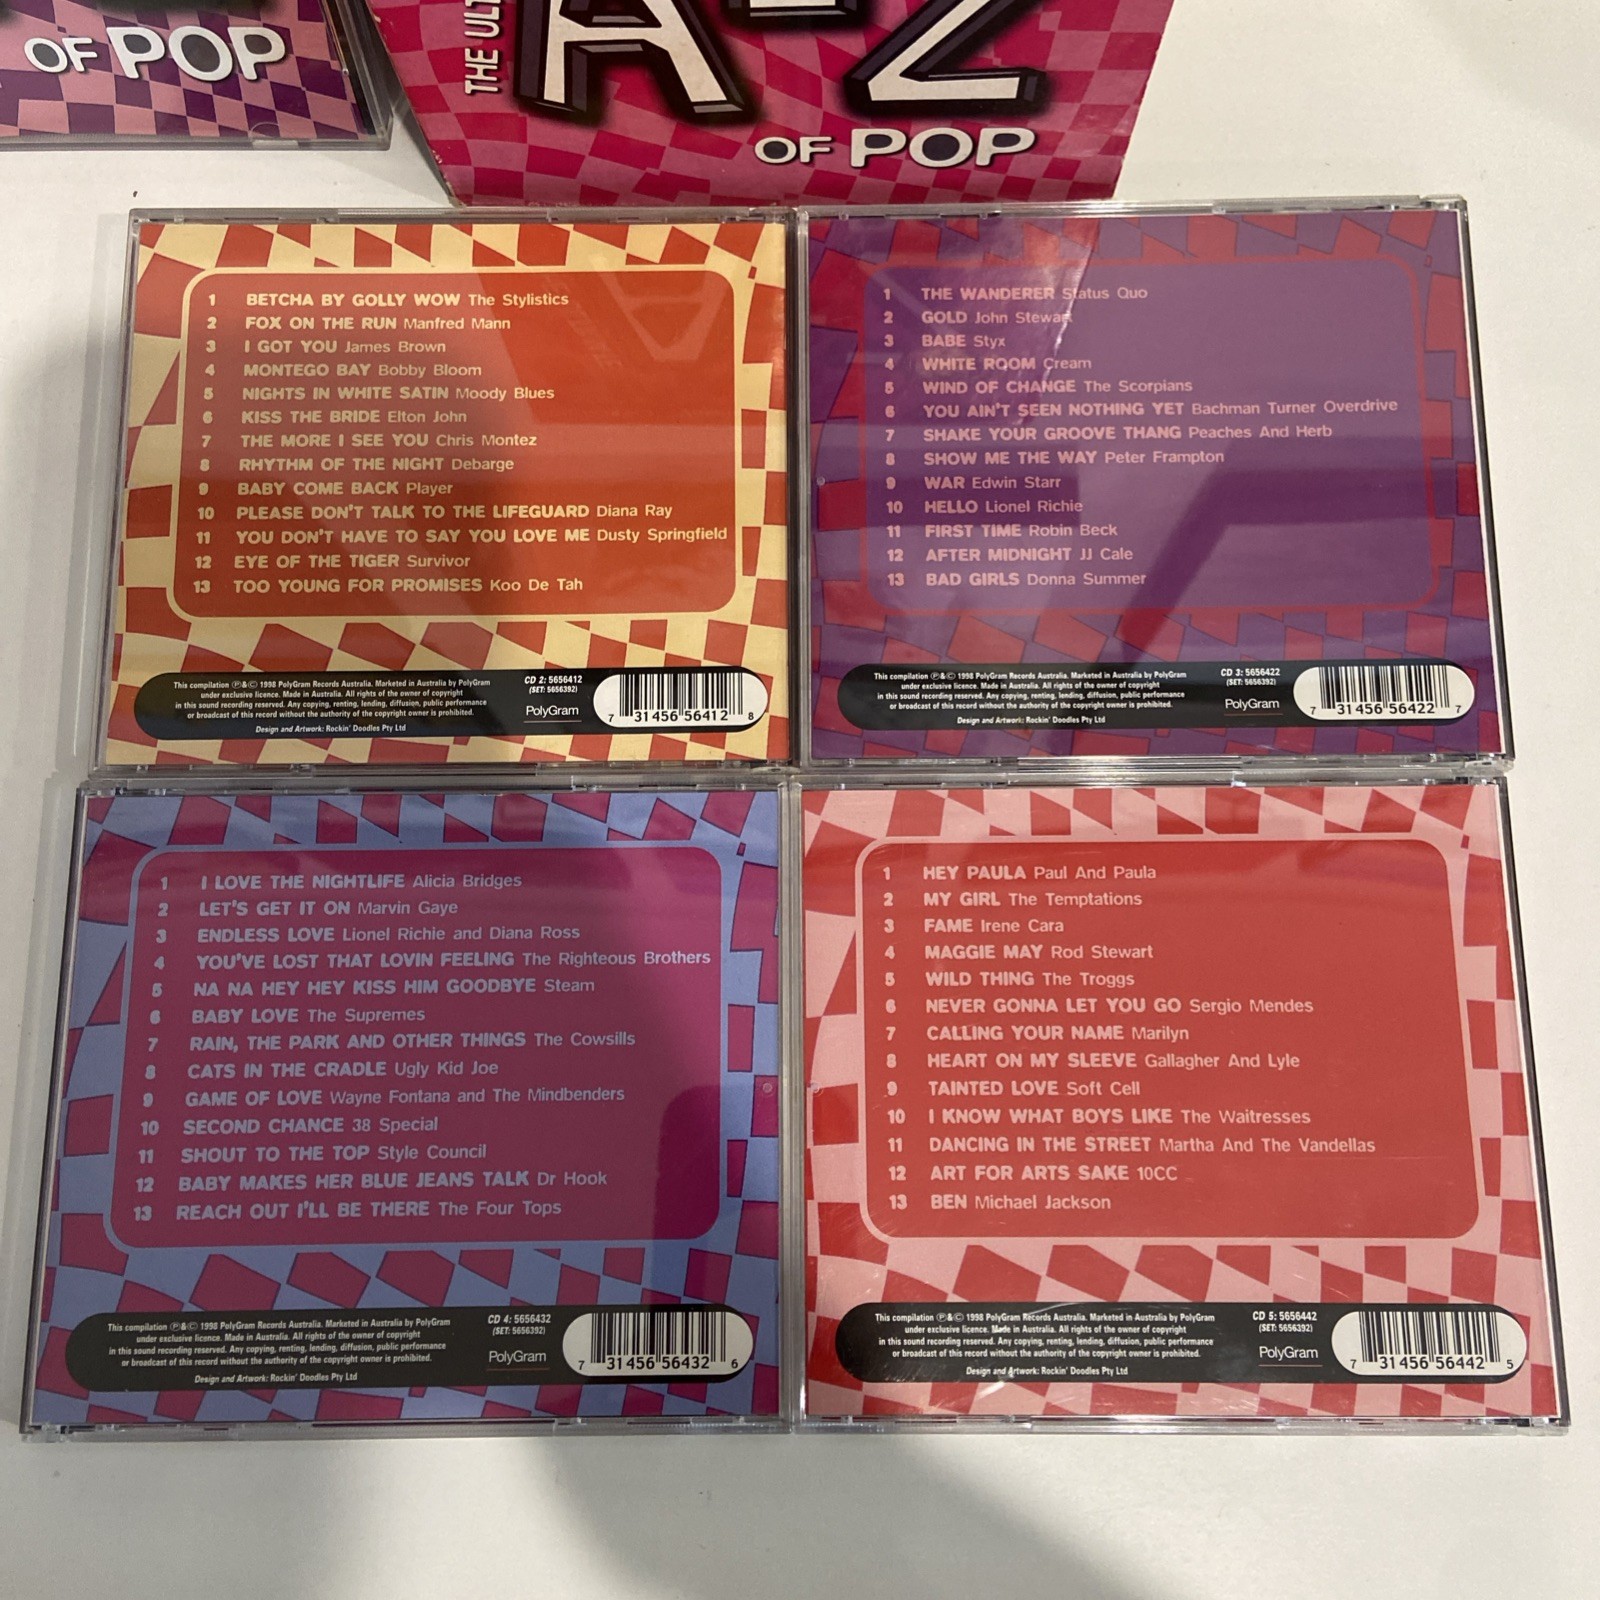 OF POP
THE ULT
A-Z
OF POP
1 BETCHA BY GOLLY WOW The Stylistics
2 FOX ON THE RUN Manfred Mann
3 I GOT YOU James Brown
4 MONTEGO BAY Bobby Bloom
5 NIGHTS IN WHITE SATIN Moody Blues
6 KISS THE BRIDE Elton John
7 THE MORE I SEE YOU Chris Montez
8 RHYTHM OF THE NIGHT Debarge
9 BABY COME BACK Player
10 PLEASE DON'T TALK TO THE LIFEGUARD Diana Ray
11 YOU DON'T HAVE TO SAY YOU LOVE ME Dusty Springfield
12 EYE OF THE TIGER Survivor
13 TOO YOUNG FOR PROMISES Koo De Tah
This compilation ℗&© 1998 PolyGram Records Australia. Marketed in Australia by PolyGram
under exclusive licence. Made in Australia. All rights of the owner of copyright
in this sound recording reserved. Any copying, renting, lending, diffusion, public performance
or broadcast of this record without the authority of the copyright owner is prohibited.
Design and Artwork: Rockin' Doodles Pty Ltd
CD 2: 5656412
(SET: 5656392)
PolyGram
7 31456 56412 8
1 THE WANDERER Status Quo
2 GOLD John Stewart
3 BABE Styx
4 WHITE ROOM Cream
5 WIND OF CHANGE The Scorpians
6 YOU AIN'T SEEN NOTHING YET Bachman Turner Overdrive
7 SHAKE YOUR GROOVE THANG Peaches And Herb
8 SHOW ME THE WAY Peter Frampton
9 WAR Edwin Starr
10 HELLO Lionel Richie
11 FIRST TIME Robin Beck
12 AFTER MIDNIGHT JJ Cale
13 BAD GIRLS Donna Summer
This compilation ℗&© 1998 PolyGram Records Australia. Marketed in Australia by PolyGram
under exclusive licence. Made in Australia. All rights of the owner of copyright
in this sound recording reserved. Any copying, renting, lending, diffusion, public performance
or broadcast of this record without the authority of the copyright owner is prohibited.
Design and Artwork: Rockin' Doodles Pty Ltd
CD 3: 5656422
(SET: 5656392)
PolyGram
7 31456 56422 7
1 I LOVE THE NIGHTLIFE Alicia Bridges
2 LET'S GET IT ON Marvin Gaye
3 ENDLESS LOVE Lionel Richie and Diana Ross
4 YOU'VE LOST THAT LOVIN FEELING The Righteous Brothers
5 NA NA HEY HEY KISS HIM GOODBYE Steam
6 BABY LOVE The Supremes
7 RAIN, THE PARK AND OTHER THINGS The Cowsills
8 CATS IN THE CRADLE Ugly Kid Joe
9 GAME OF LOVE Wayne Fontana and The Mindbenders
10 SECOND CHANCE 38 Special
11 SHOUT TO THE TOP Style Council
12 BABY MAKES HER BLUE JEANS TALK Dr Hook
13 REACH OUT I'LL BE THERE The Four Tops
This compilation ℗&© 1998 PolyGram Records Australia. Marketed in Australia by PolyGram
under exclusive licence. Made in Australia. All rights of the owner of copyright
in this sound recording reserved. Any copying, renting, lending, diffusion, public performance
or broadcast of this record without the authority of the copyright owner is prohibited.
Design and Artwork: Rockin' Doodles Pty Ltd
CD 4: 5656432
(SET: 5656392)
PolyGram
7 31456 56432 6
1 HEY PAULA Paul And Paula
2 MY GIRL The Temptations
3 FAME Irene Cara
4 MAGGIE MAY Rod Stewart
5 WILD THING The Troggs
6 NEVER GONNA LET YOU GO Sergio Mendes
7 CALLING YOUR NAME Marilyn
8 HEART ON MY SLEEVE Gallagher And Lyle
9 TAINTED LOVE Soft Cell
10 I KNOW WHAT BOYS LIKE The Waitresses
11 DANCING IN THE STREET Martha And The Vandellas
12 ART FOR ARTS SAKE 10CC
13 BEN Michael Jackson
This compilation ℗&© 1998 PolyGram Records Australia. Marketed in Australia by PolyGram
under exclusive licence. Made in Australia. All rights of the owner of copyright
in this sound recording reserved. Any copying, renting, lending, diffusion, public performance
or broadcast of this record without the authority of the copyright owner is prohibited.
Design and Artwork: Rockin' Doodles Pty Ltd
CD 5: 5656442
(SET: 5656392)
PolyGram
7 31456 56442 5